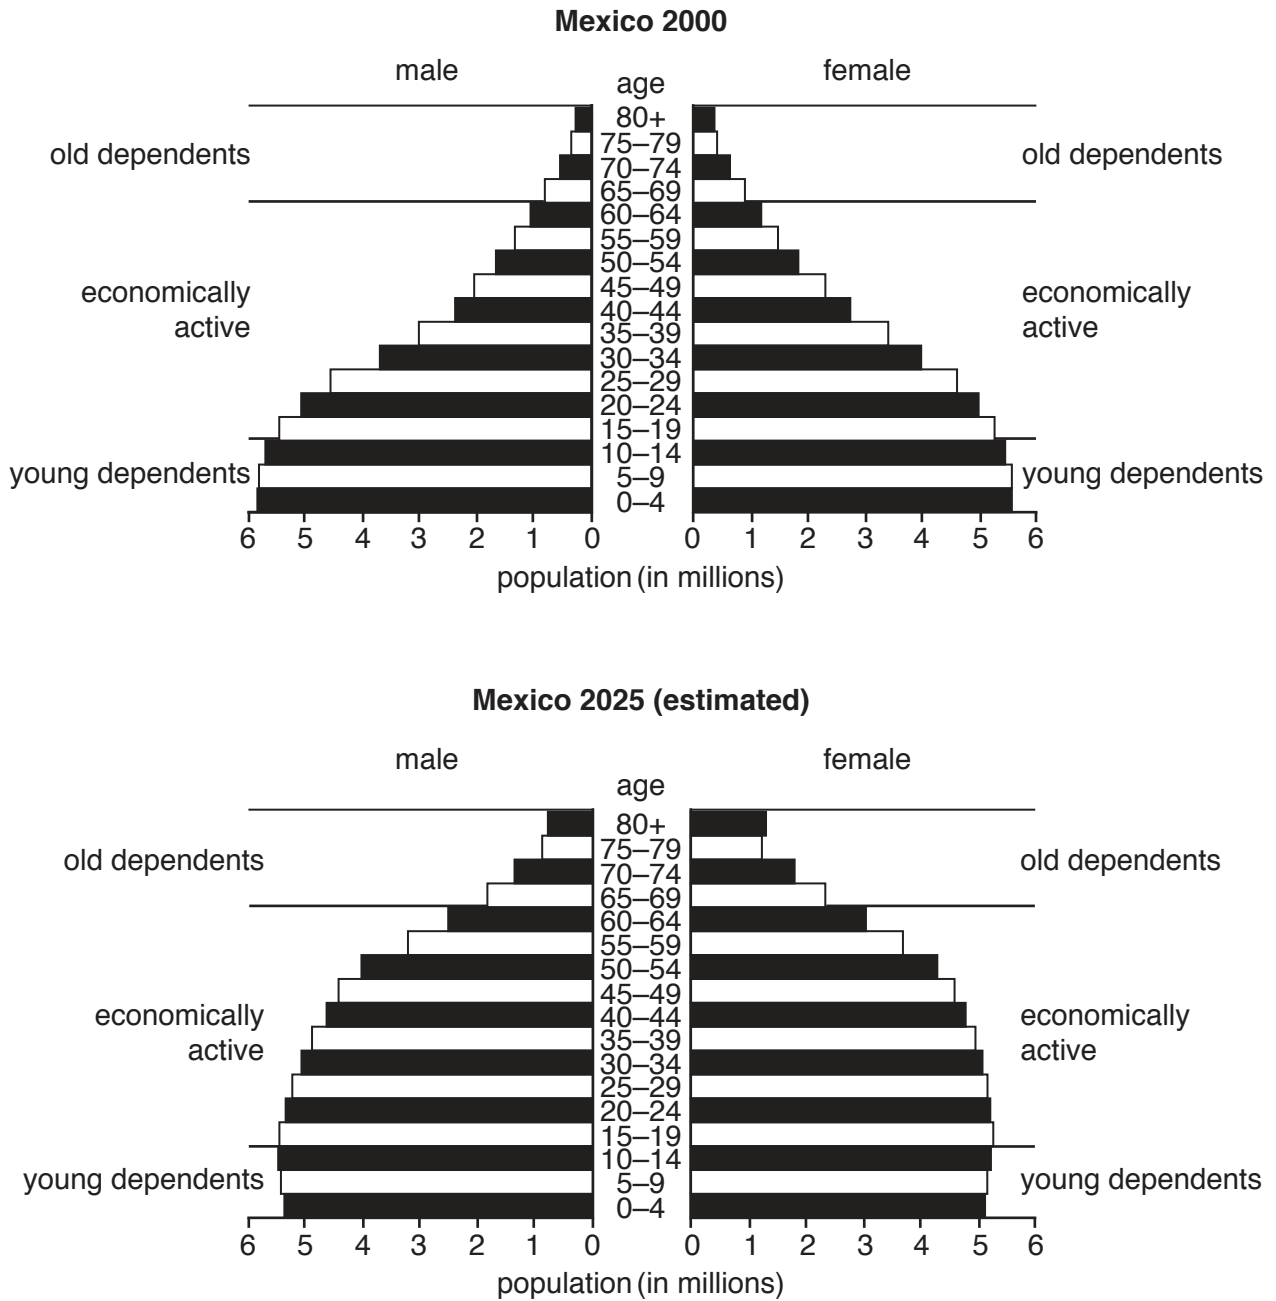 Mexico 2000
male
age
female
80+
75–79
70–74
65–69
60–64
55–59
50–54
45–49
40–44
35–39
30–34
25–29
20–24
15–19
10–14
5–9
0–4
old dependents
economically
active
young dependents
old dependents
economically
active
young dependents
6 5 4 3 2 1 0
0 1 2 3 4 5 6
population (in millions)
Mexico 2025 (estimated)
male
age
female
80+
75–79
70–74
65–69
60–64
55–59
50–54
45–49
40–44
35–39
30–34
25–29
20–24
15–19
10–14
5–9
0–4
old dependents
economically
active
young dependents
old dependents
economically
active
young dependents
6 5 4 3 2 1 0
0 1 2 3 4 5 6
population (in millions)